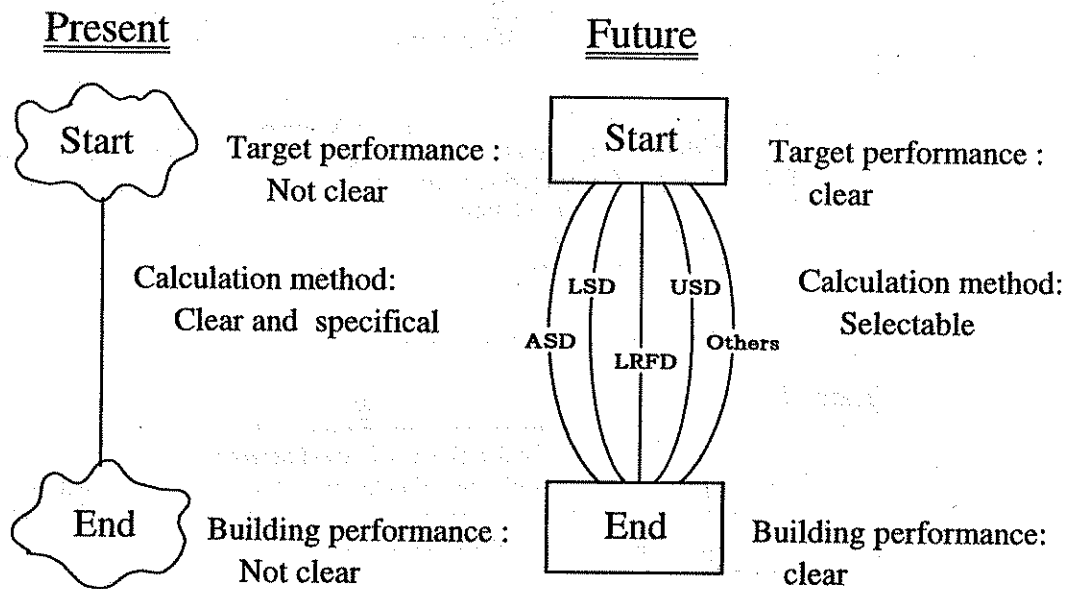 Present
Start
Target performance :
Not clear
Calculation method:
Clear and specifical
End
Building performance :
Not clear
Future
Start
Target performance :
clear
LSD
USD
ASD
Others
LRFD
Calculation method:
Selectable
End
Building performance:
clear